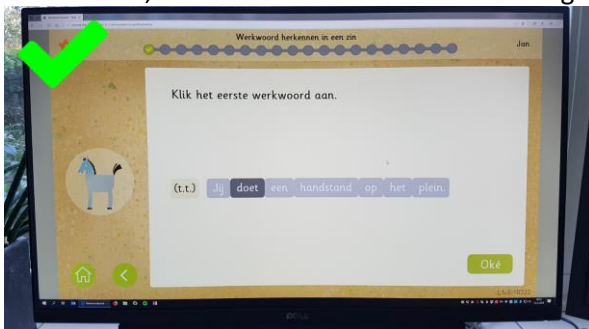 Werkwoord herkennen in een zin
Jan
Klik het eerste werkwoord aan.
(t.t.) Jij doet een handstand op het plein.
Oké
DELL